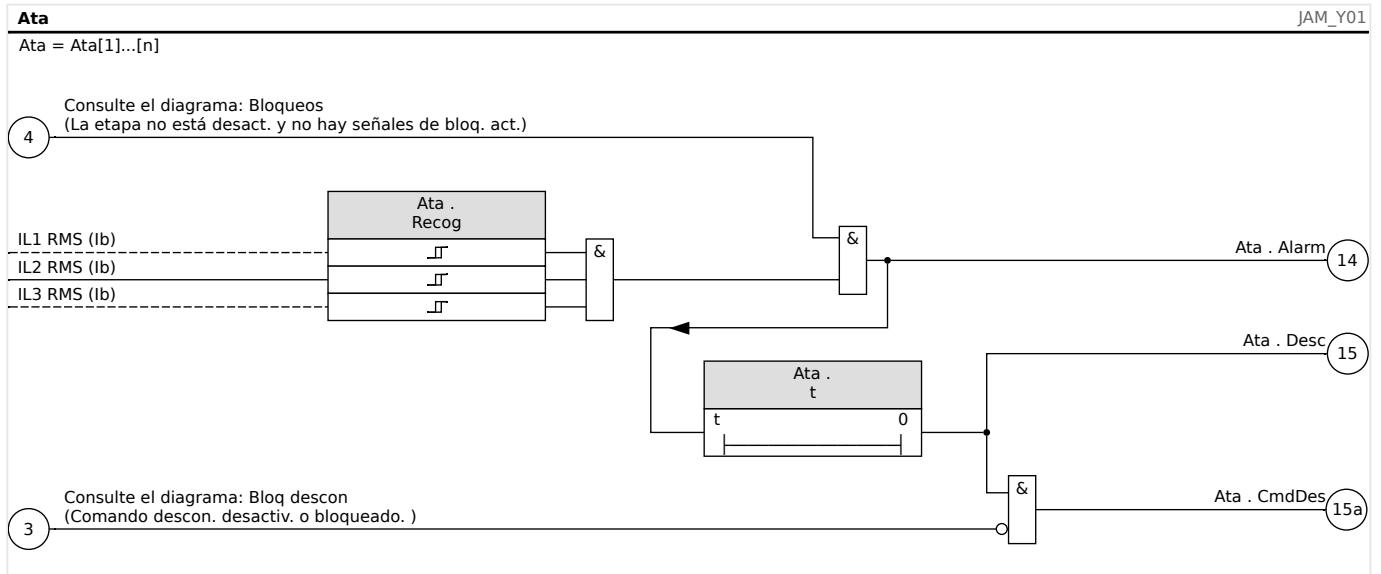 Ata
JAM_Y01
Ata = Ata[1]...[n]
Consulte el diagrama: Bloqueos
(La etapa no está desact. y no hay señales de bloq. act.)
4
Ata .
Recog
IL1 RMS (Ib)
&
&
Ata . Alarm
14
IL2 RMS (Ib)
IL3 RMS (Ib)
Ata . Desc
15
Ata .
t
t 0
Consulte el diagrama: Bloq descon
(Comando descon. desactiv. o bloqueado. )
3
&
Ata . CmdDes
15a